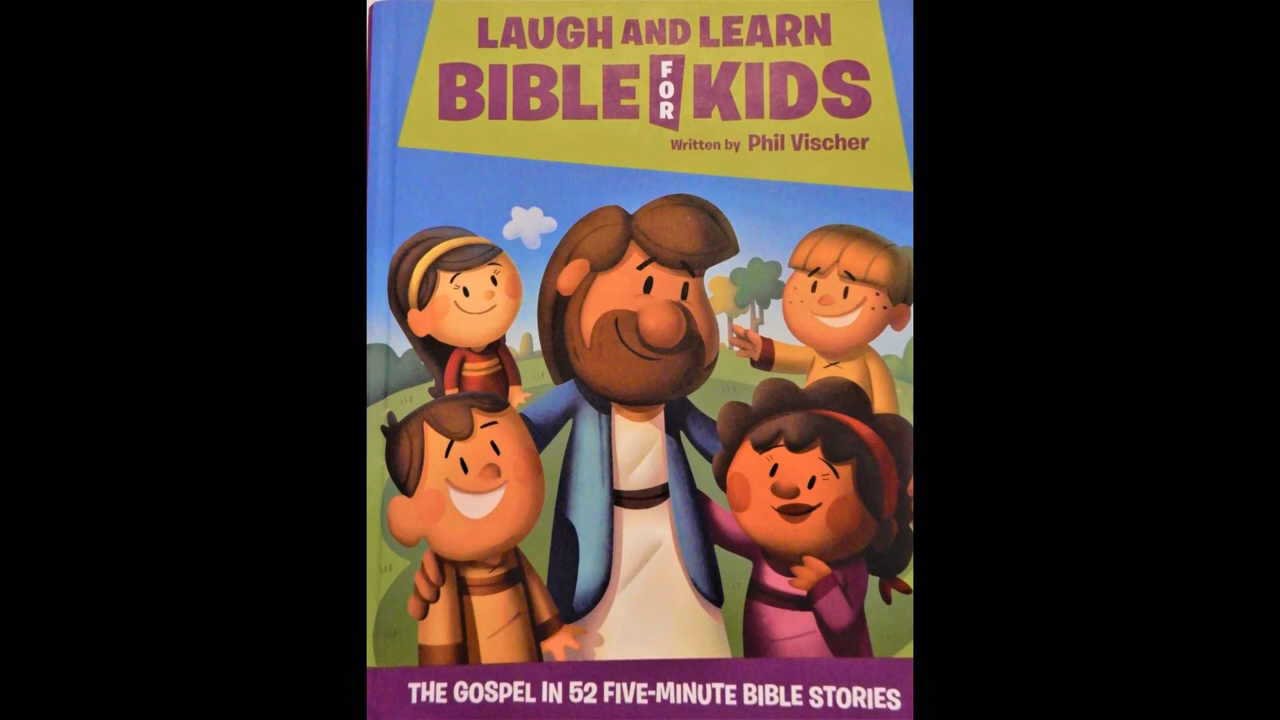 LAUGH AND LEARN
BIBLE FOR KIDS
Written by Phil Vischer
THE GOSPEL IN 52 FIVE-MINUTE BIBLE STORIES